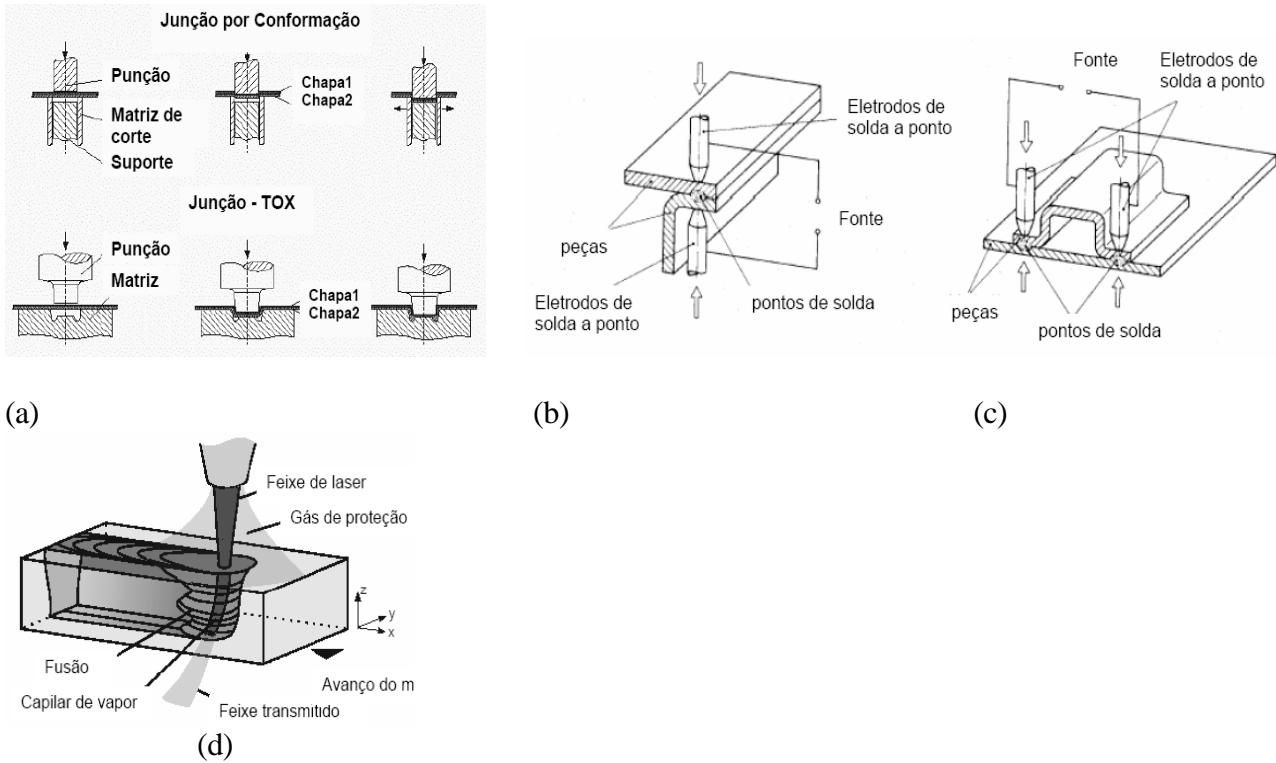 Junção por Conformação
Punção
Chapa1
Chapa2
Matriz de
corte
Suporte
Junção - TOX
Punção
Matriz
Chapa1
Chapa2
(a)
Eletrodos de
solda a ponto
Fonte
peças
Eletrodos de
solda a ponto
pontos de solda
(b)
Fonte
Eletrodos de
solda a ponto
peças
pontos de solda
(c)
Feixe de laser
Gás de proteção
z
y
x
Fusão
Capilar de vapor
Avanço do m
Feixe transmitido
(d)